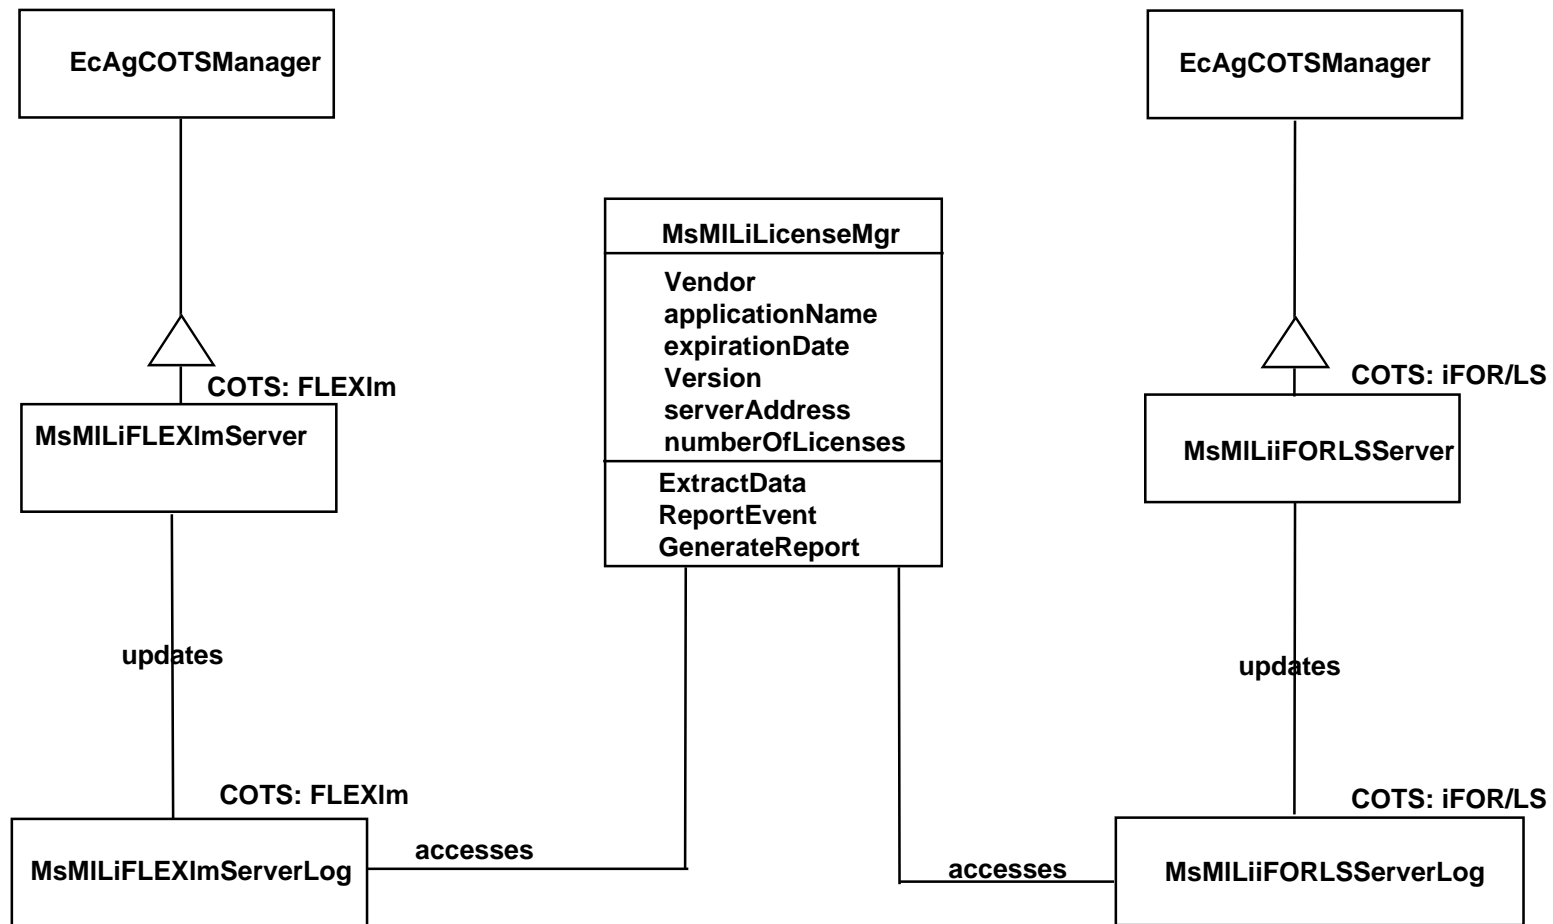 EcAgCOTSManager
EcAgCOTSManager
MsMlLiLicenseMgr
Vendor
applicationName
expirationDate
Version
serverAddress
numberOfLicenses
ExtractData
ReportEvent
GenerateReport
COTS: FLEXlm
COTS: iFOR/LS
MsMlLiFLEXlmServer
MsMlLiiFORLSServer
updates
updates
COTS: FLEXlm
COTS: iFOR/LS
MsMlLiFLEXlmServerLog
accesses
accesses
MsMlLiiFORLSServerLog